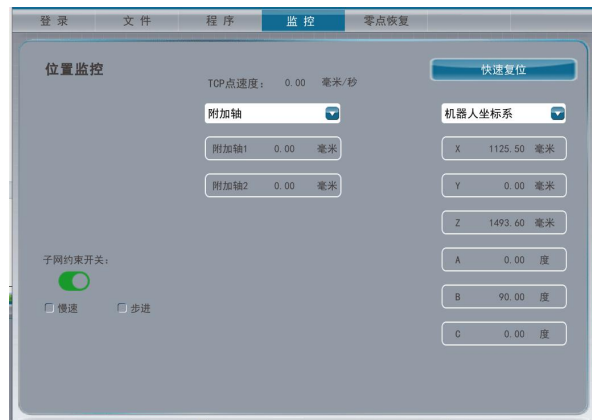 登录 文件 程序 监控 零点恢复
位置监控
TCP点速度: 0.00 毫米/秒
快速复位
附加轴
机器人坐标系
附加轴1 0.00 毫米
X 1125.50 毫米
附加轴2 0.00 毫米
Y 0.00 毫米
Z 1493.60 毫米
子网约束开关:
A 0.00 度
慢速 步进
B 90.00 度
C 0.00 度